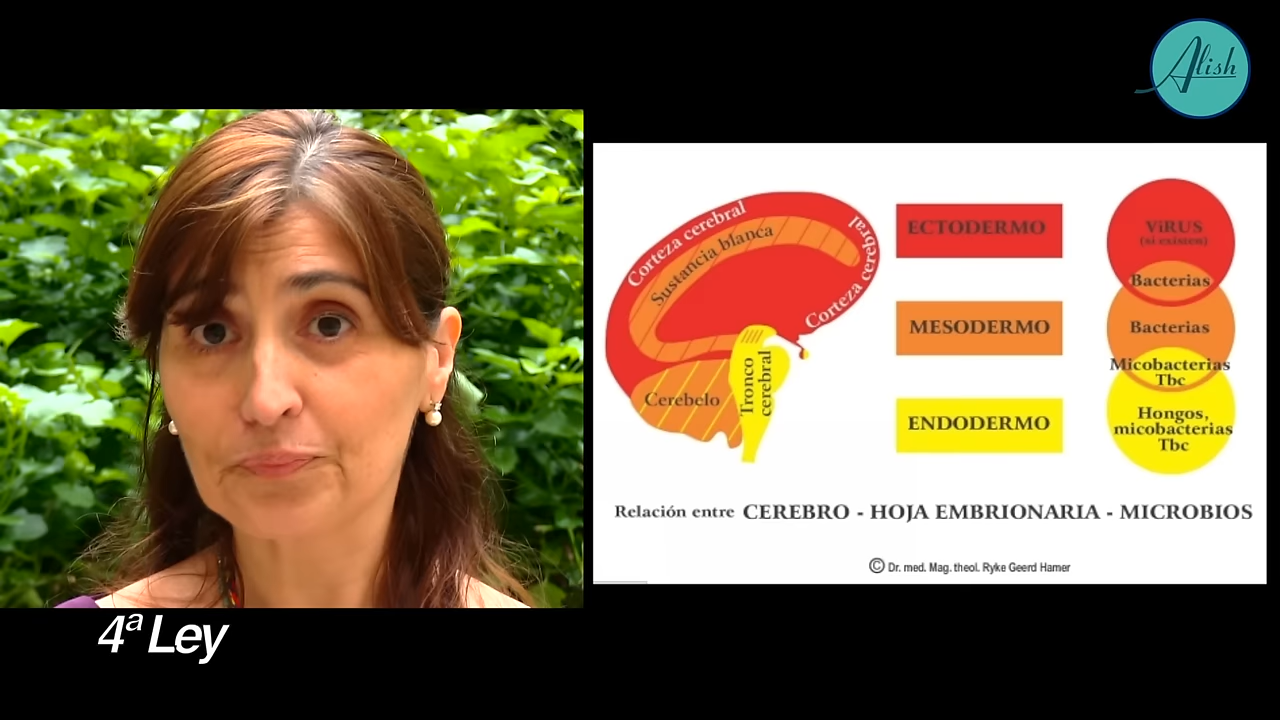 Alish
Corteza cerebral
Sustancia blanca
Corteza cerebral
Cerebelo
Tronco
cerebral
ECTODERMO
MESODERMO
ENDODERMO
ViRUS
(si existen)
Bacterias
Bacterias
Micobacterias
Tbc
Hongos,
micobacterias
Tbc
Relación entre CEREBRO - HOJA EMBRIONARIA - MICROBIOS
© Dr. med. Mag. theol. Ryke Geerd Hamer
4ª Ley